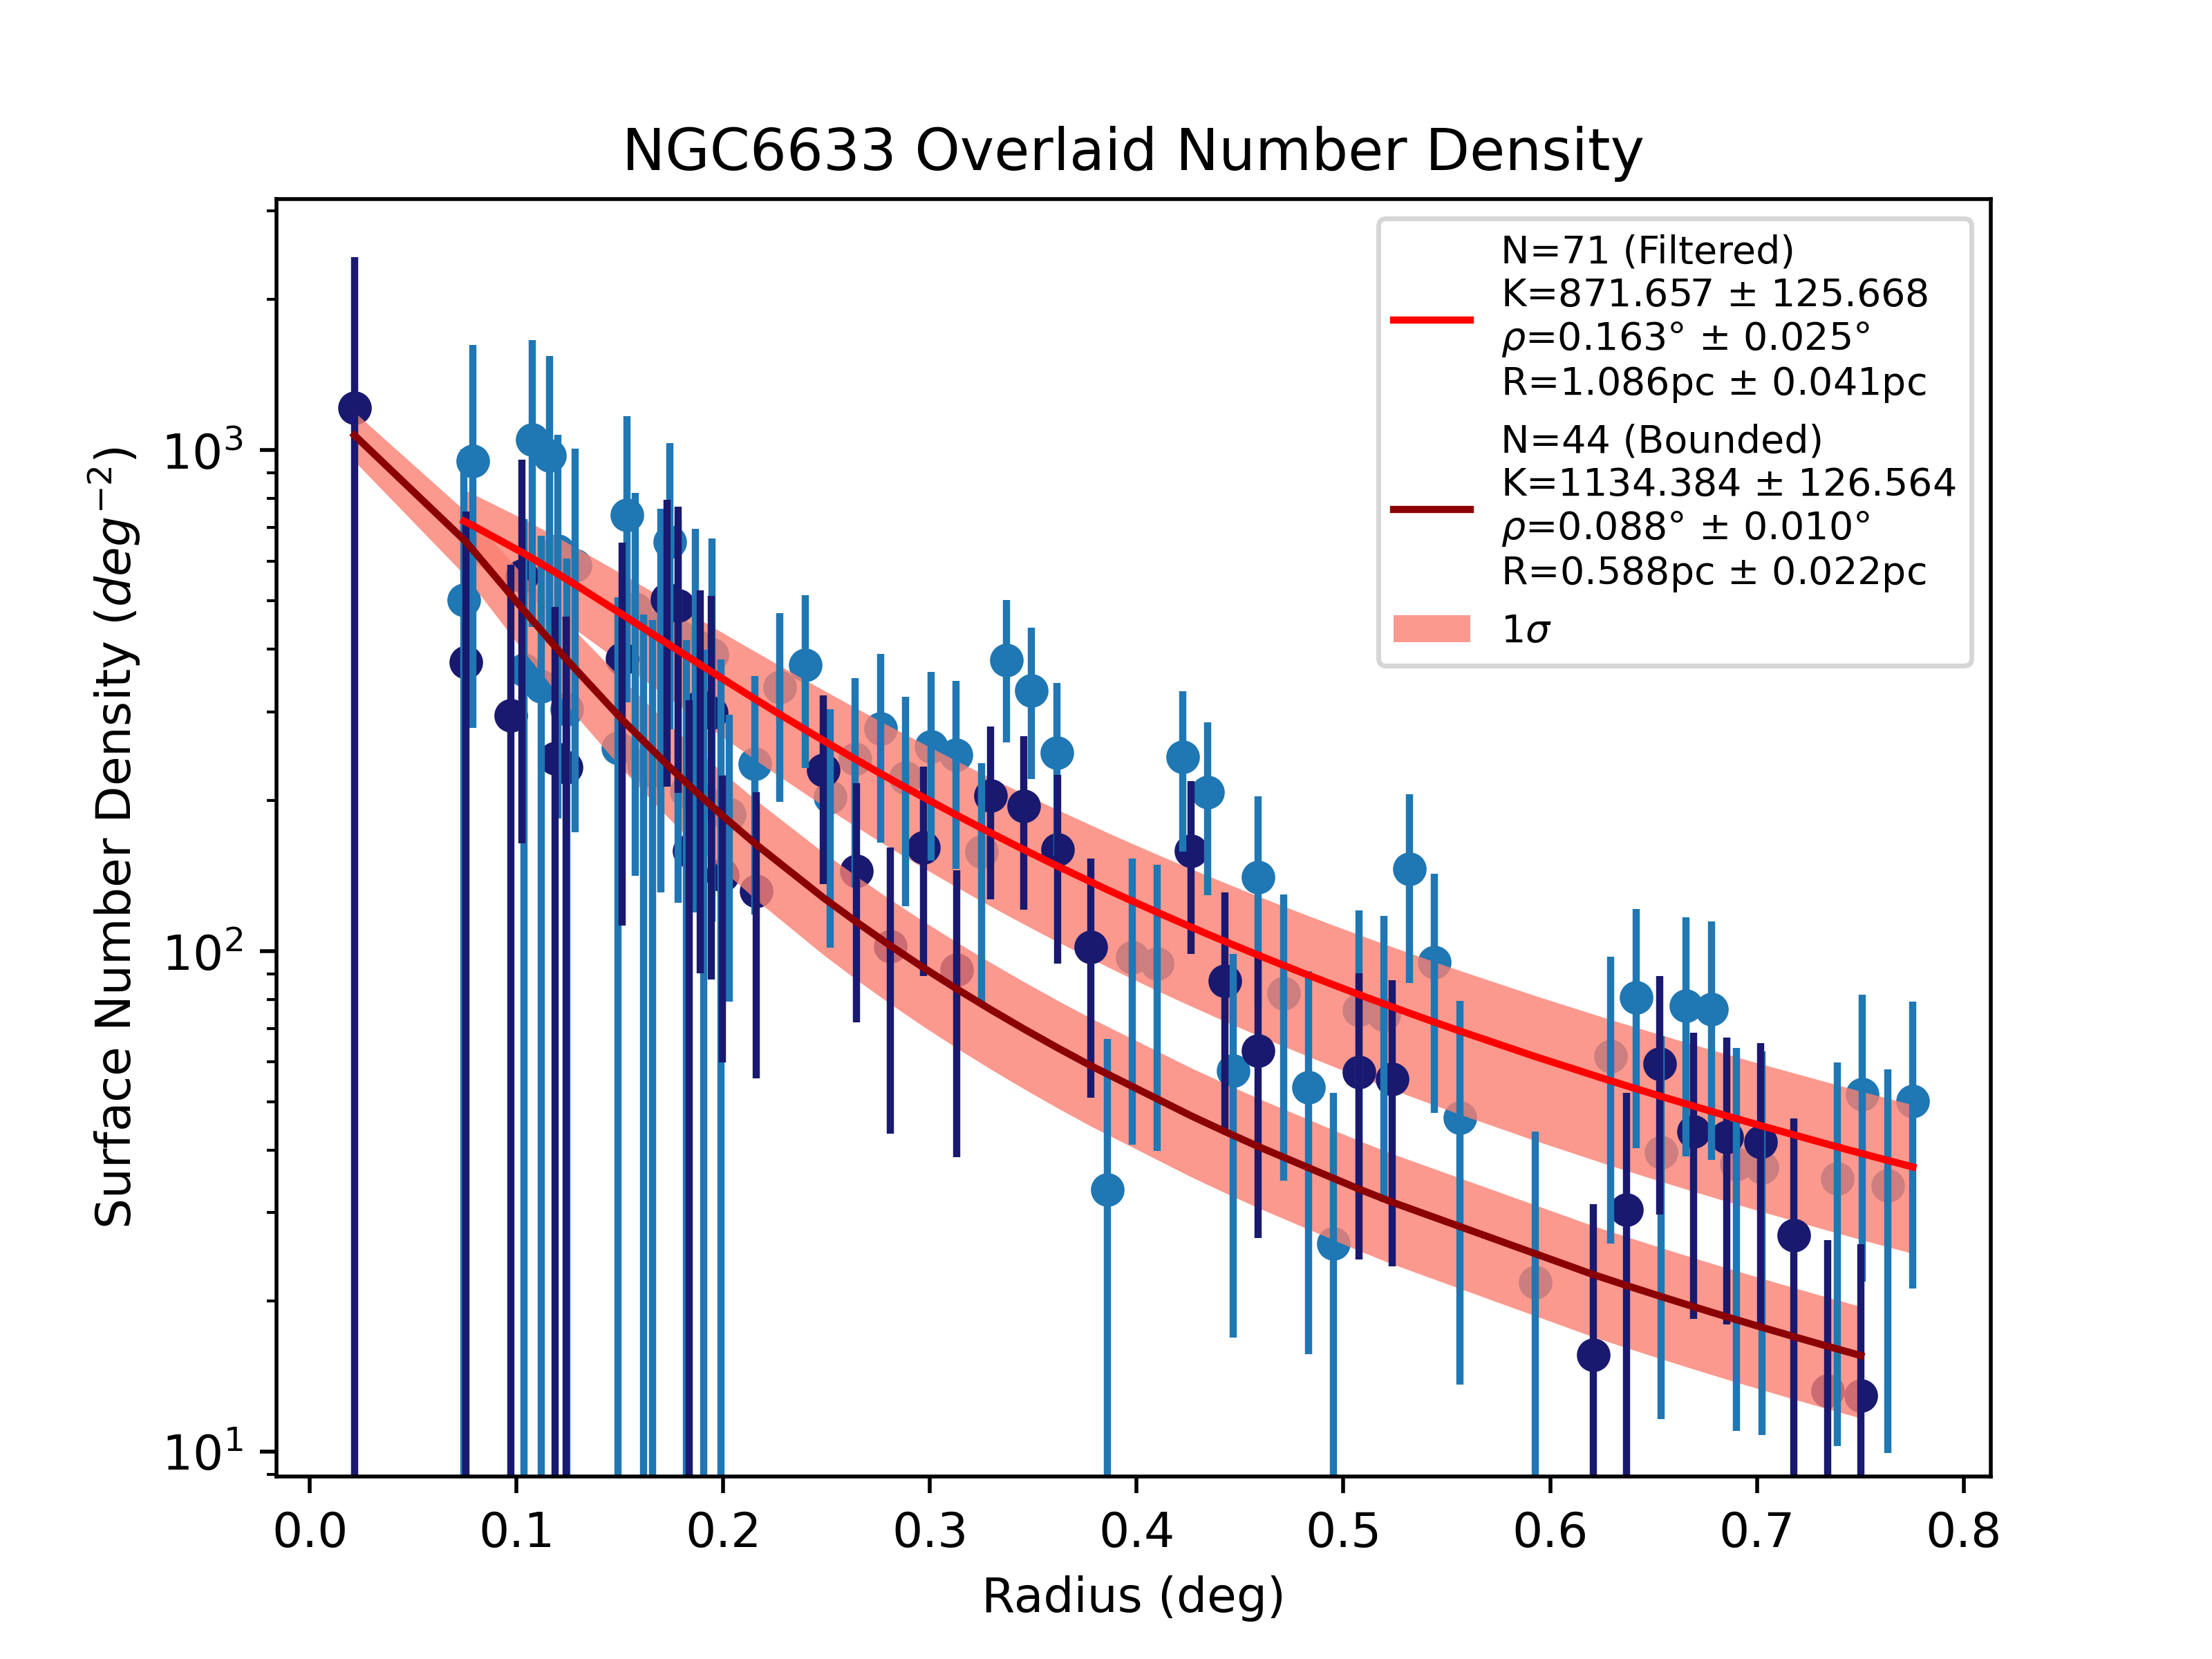 NGC6633 Overlaid Number Density
Surface Number Density (deg⁻²)
10³
10²
10¹
N=71 (Filtered)
K=871.657 ± 125.668
ρ=0.163° ± 0.025°
R=1.086pc ± 0.041pc
N=44 (Bounded)
K=1134.384 ± 126.564
ρ=0.088° ± 0.010°
R=0.588pc ± 0.022pc
1σ
0.0 0.1 0.2 0.3 0.4 0.5 0.6 0.7 0.8
Radius (deg)